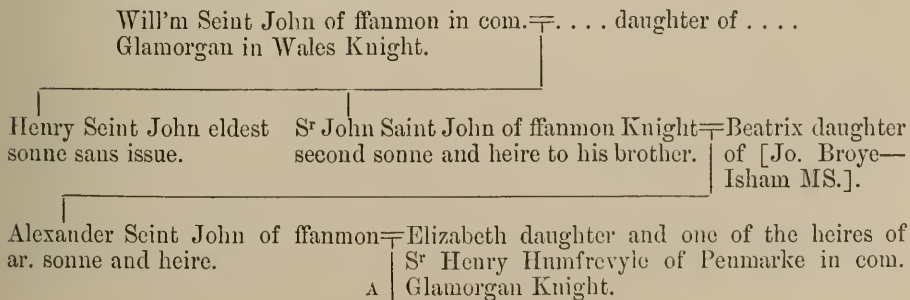 Will'm Seint John of ffanmon in com.=. . . . daughter of . . . .
Glamorgan in Wales Knight.
Henry Seint John eldest
sonne sans issue.
Sʳ John Saint John of ffanmon Knight=Beatrix daughter
second sonne and heire to his brother.
of [Jo. Broye—
Isham MS.].
Alexander Seint John of ffanmon=Elizabeth daughter and one of the heires of
ar. sonne and heire.
Sʳ Henry Humfrevyle of Penmarke in com.
A
Glamorgan Knight.